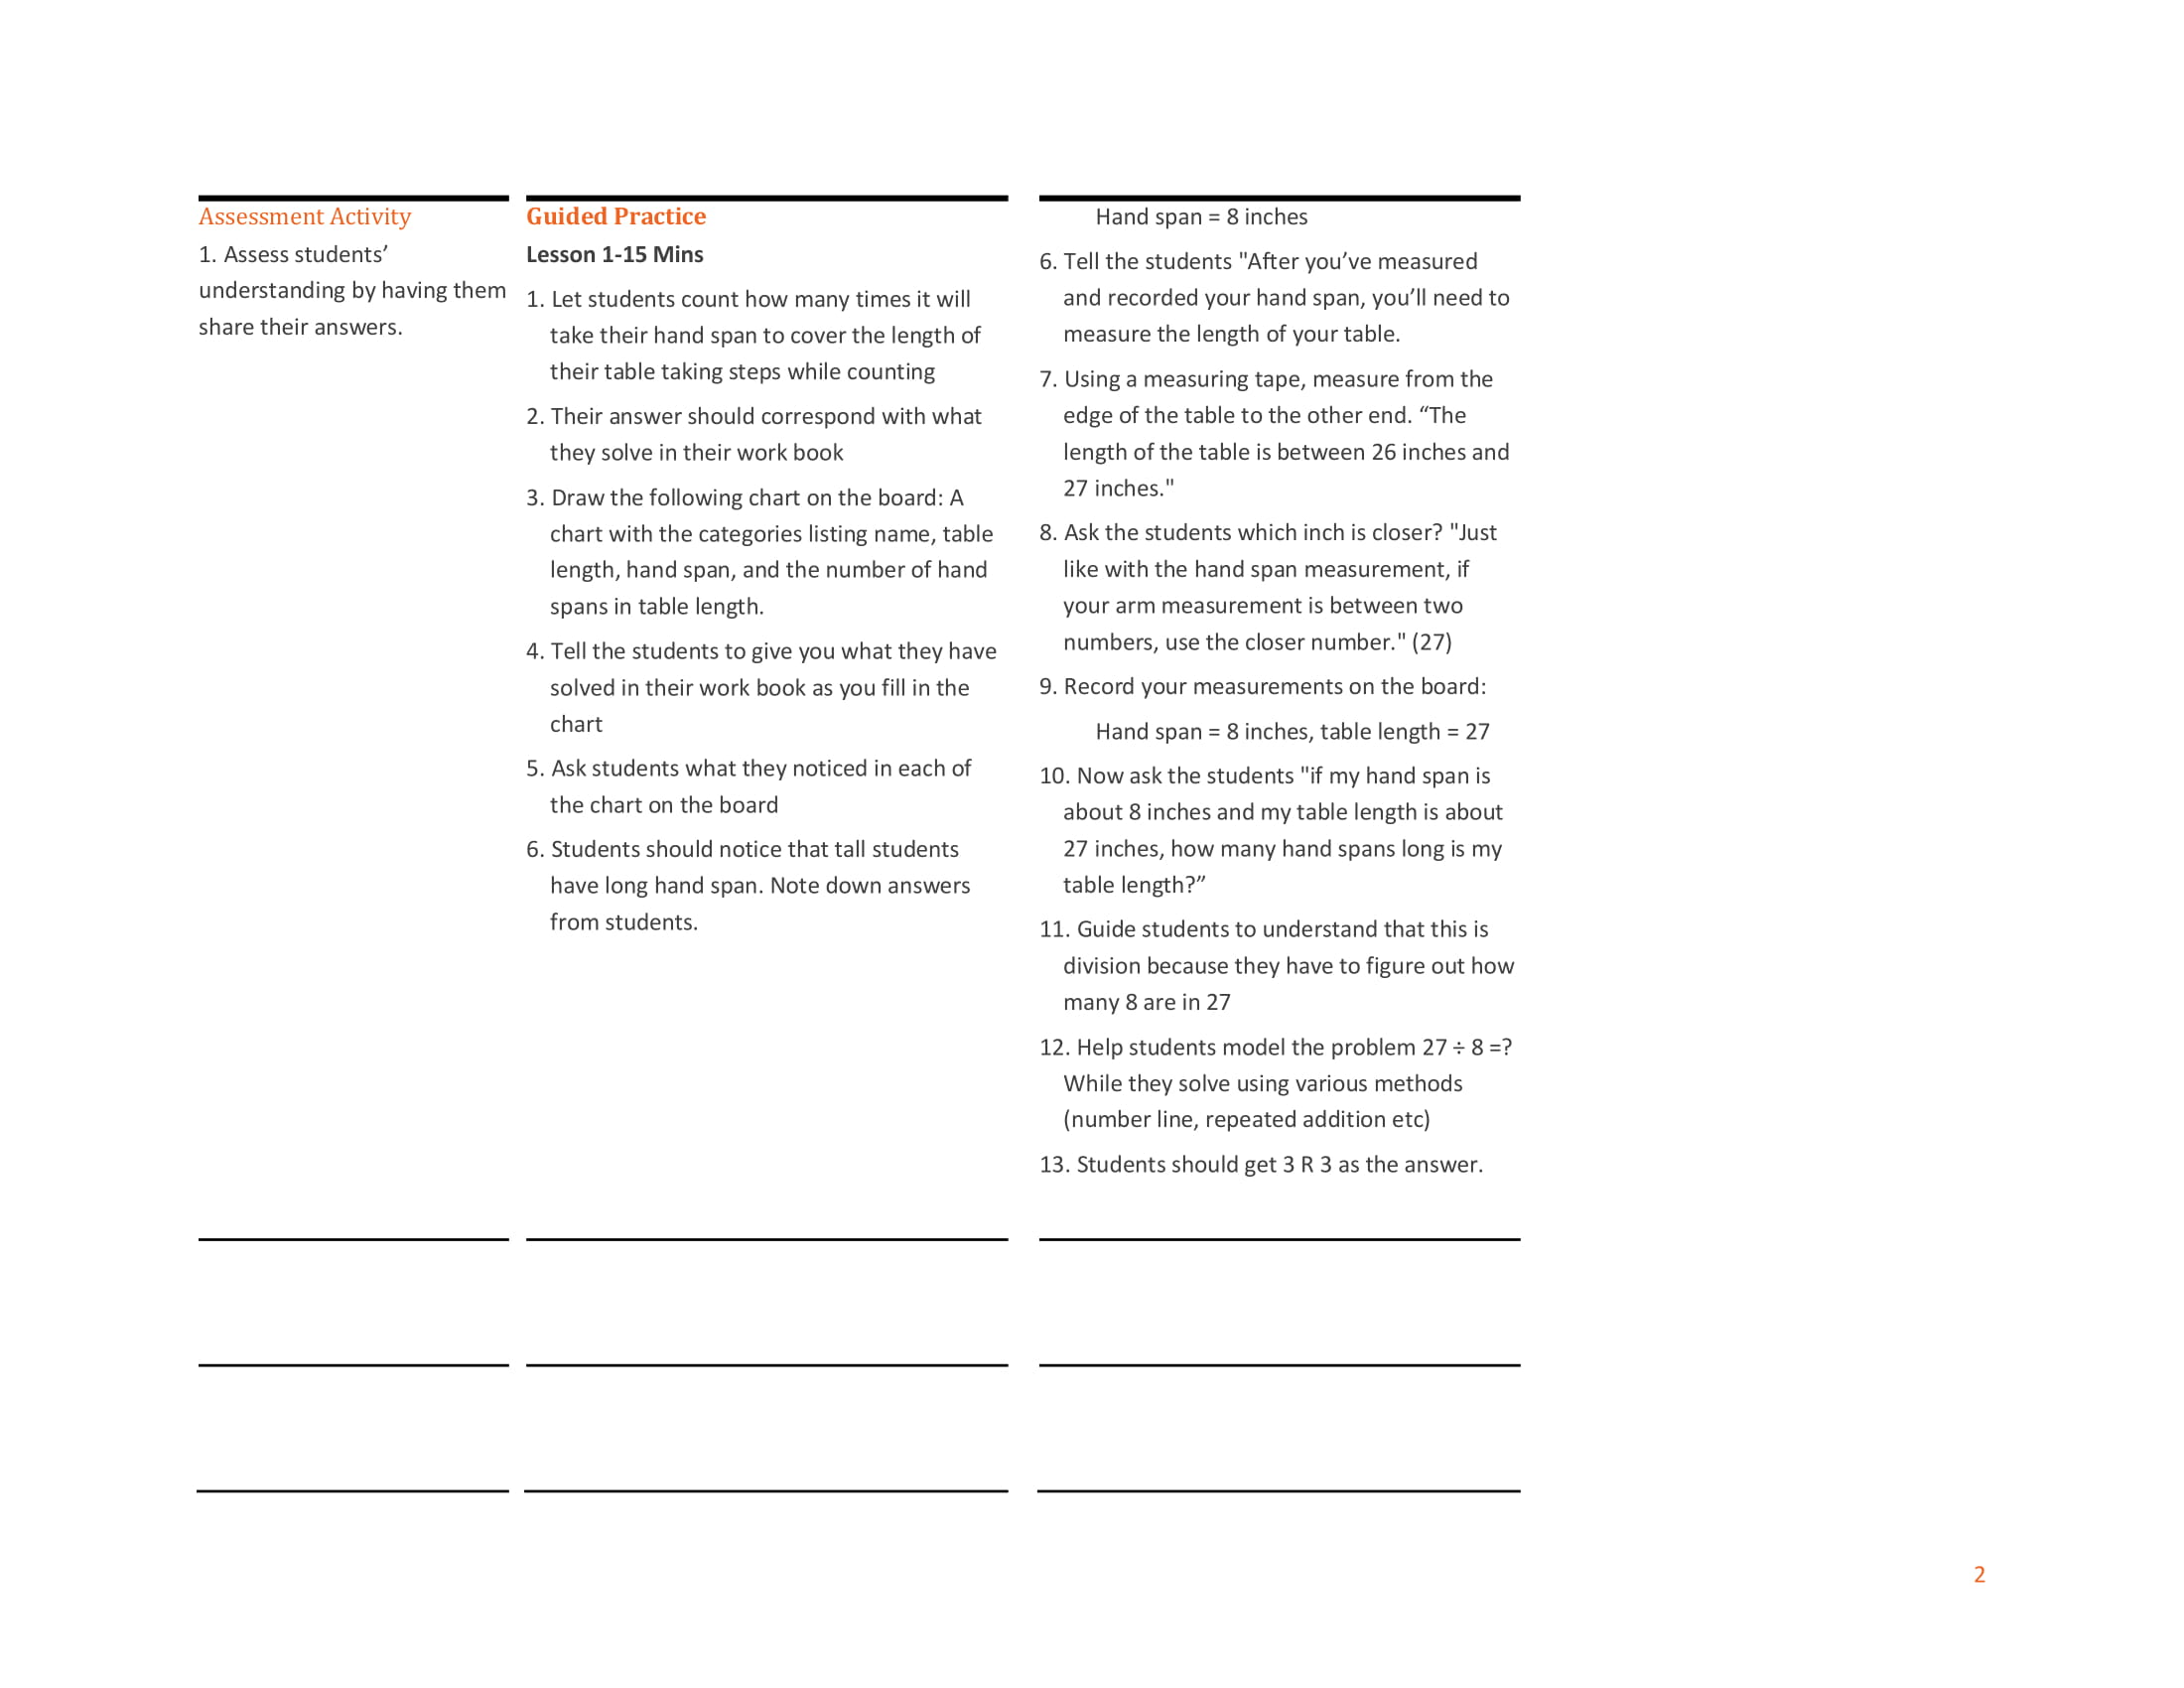 Assessment Activity
1. Assess students’
understanding by having them
share their answers.
Guided Practice
Lesson 1-15 Mins
1. Let students count how many times it will
take their hand span to cover the length of
their table taking steps while counting
2. Their answer should correspond with what
they solve in their work book
3. Draw the following chart on the board: A
chart with the categories listing name, table
length, hand span, and the number of hand
spans in table length.
4. Tell the students to give you what they have
solved in their work book as you fill in the
chart
5. Ask students what they noticed in each of
the chart on the board
6. Students should notice that tall students
have long hand span. Note down answers
from students.
Hand span = 8 inches
6. Tell the students "After you’ve measured
and recorded your hand span, you’ll need to
measure the length of your table.
7. Using a measuring tape, measure from the
edge of the table to the other end. “The
length of the table is between 26 inches and
27 inches."
8. Ask the students which inch is closer? "Just
like with the hand span measurement, if
your arm measurement is between two
numbers, use the closer number." (27)
9. Record your measurements on the board:
Hand span = 8 inches, table length = 27
10. Now ask the students "if my hand span is
about 8 inches and my table length is about
27 inches, how many hand spans long is my
table length?”
11. Guide students to understand that this is
division because they have to figure out how
many 8 are in 27
12. Help students model the problem 27 ÷ 8 =?
While they solve using various methods
(number line, repeated addition etc)
13. Students should get 3 R 3 as the answer.
2